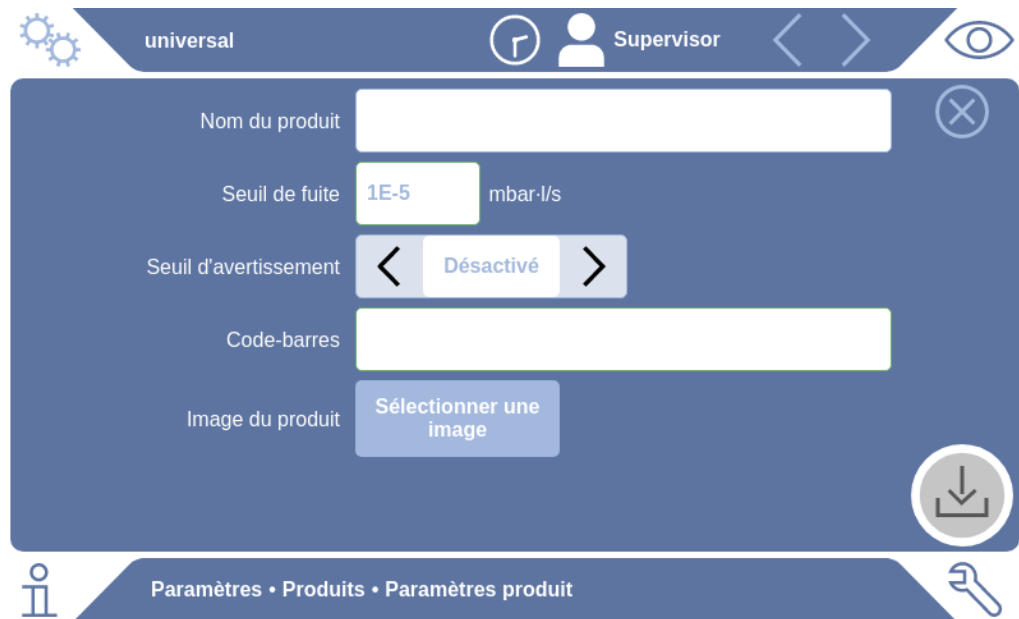 universal
Supervisor
Nom du produit
Seuil de fuite
1E-5
mbar·l/s
Seuil d'avertissement
Désactivé
Code-barres
Image du produit
Sélectionner une
image
Paramètres • Produits • Paramètres produit